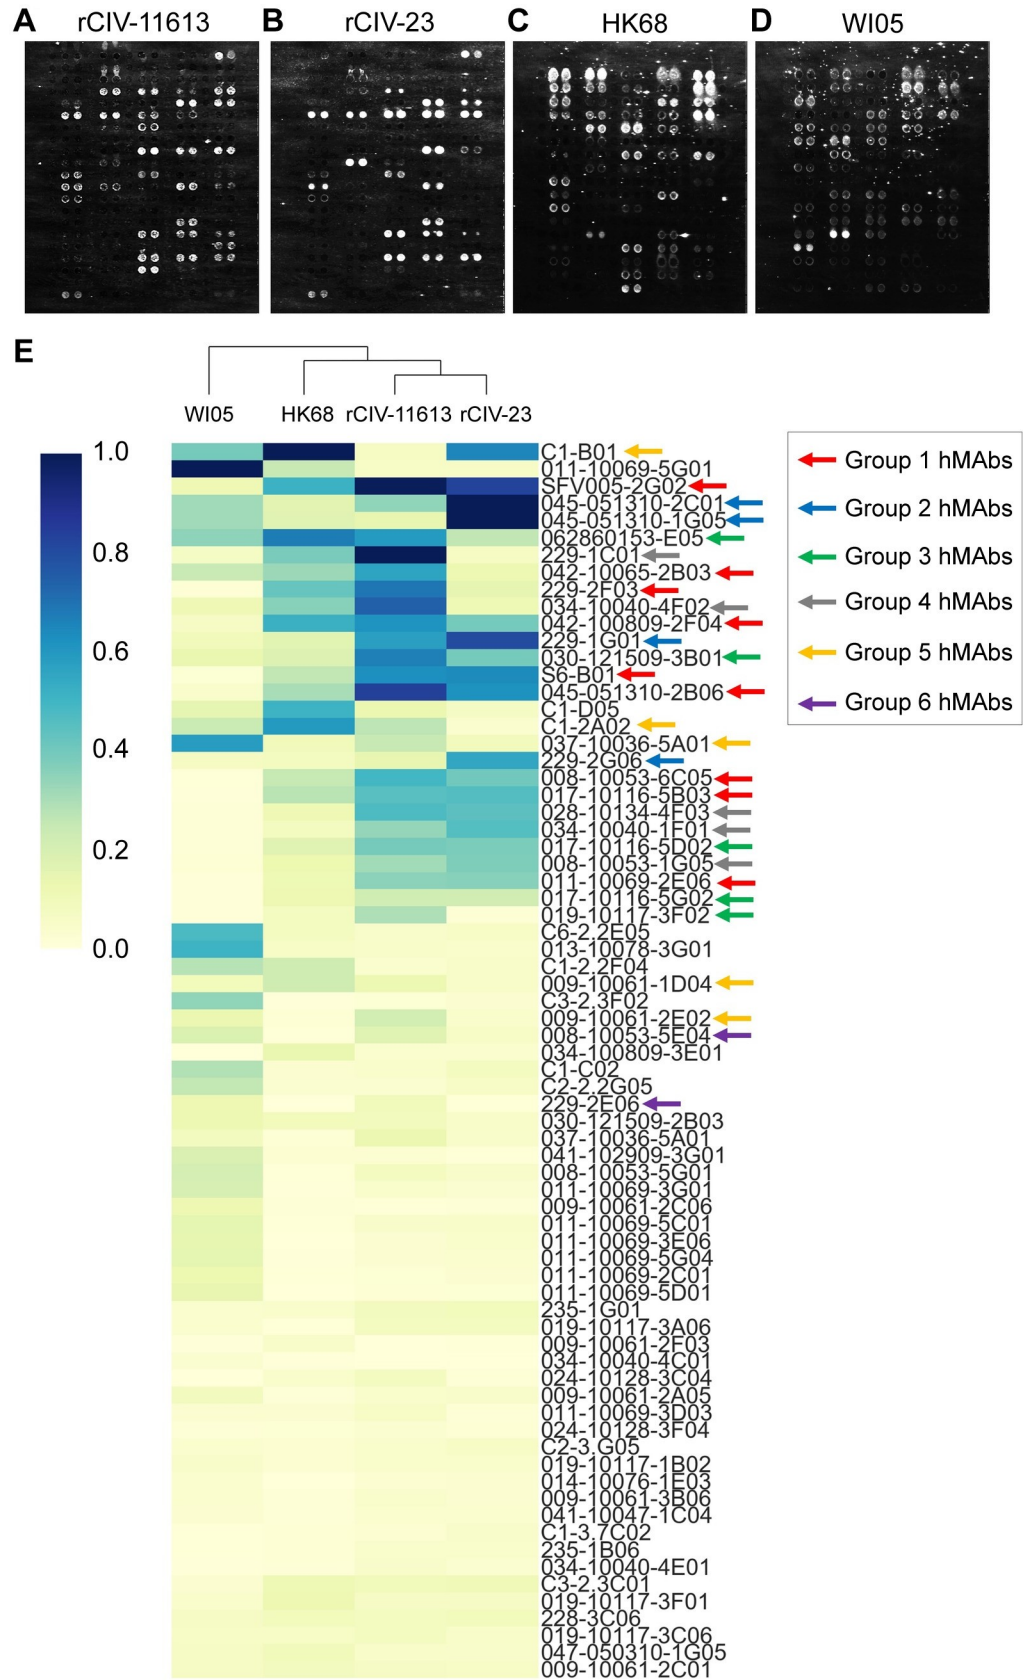 A rCIV-11613 B rCIV-23 C HK68 D WI05
E
WI05 HK68 rCIV-11613 rCIV-23
1.0
0.8
0.6
0.4
0.2
0.0
C1-B01
011-10069-5G01
SFV005-2G02
045-051310-2C01
045-051310-1G05
062860153-E05
229-1C01
042-10065-2B03
229-2F03
034-10040-4F02
042-100809-2F04
229-1G01
030-121509-3B01
S6-B01
045-051310-2B06
C1-D05
C1-2A02
037-10036-5A01
229-2G06
008-10053-6C05
017-10116-5B03
028-10134-4F03
034-10040-1F01
017-10116-5D02
008-10053-1G05
011-10069-2E06
017-10116-5G02
019-10117-3F02
C6-2.2E05
013-10078-3G01
C1-2.2F04
009-10061-1D04
C3-2.3F02
009-10061-2E02
008-10053-5E04
034-100809-3E01
C1-C02
C2-2.2G05
229-2E06
030-121509-2B03
037-10036-5A01
041-102909-3G01
008-10053-5G01
011-10069-3G01
009-10061-2C06
011-10069-5C01
011-10069-3E06
011-10069-5G04
011-10069-2C01
011-10069-5D01
235-1G01
019-10117-3A06
009-10061-2F03
034-10040-4C01
024-10128-3C04
009-10061-2A05
011-10069-3D03
024-10128-3F04
C2-3.G05
019-10117-1B02
014-10076-1E03
009-10061-3B06
041-10047-1C04
C1-3.7C02
235-1B06
034-10040-4E01
C3-2.3C01
019-10117-3F01
228-3C06
019-10117-3C06
047-050310-1G05
009-10061-2C01
Group 1 hMAbs
Group 2 hMAbs
Group 3 hMAbs
Group 4 hMAbs
Group 5 hMAbs
Group 6 hMAbs